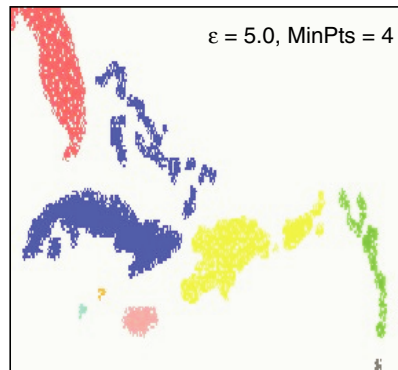 ε = 5.0, MinPts = 4